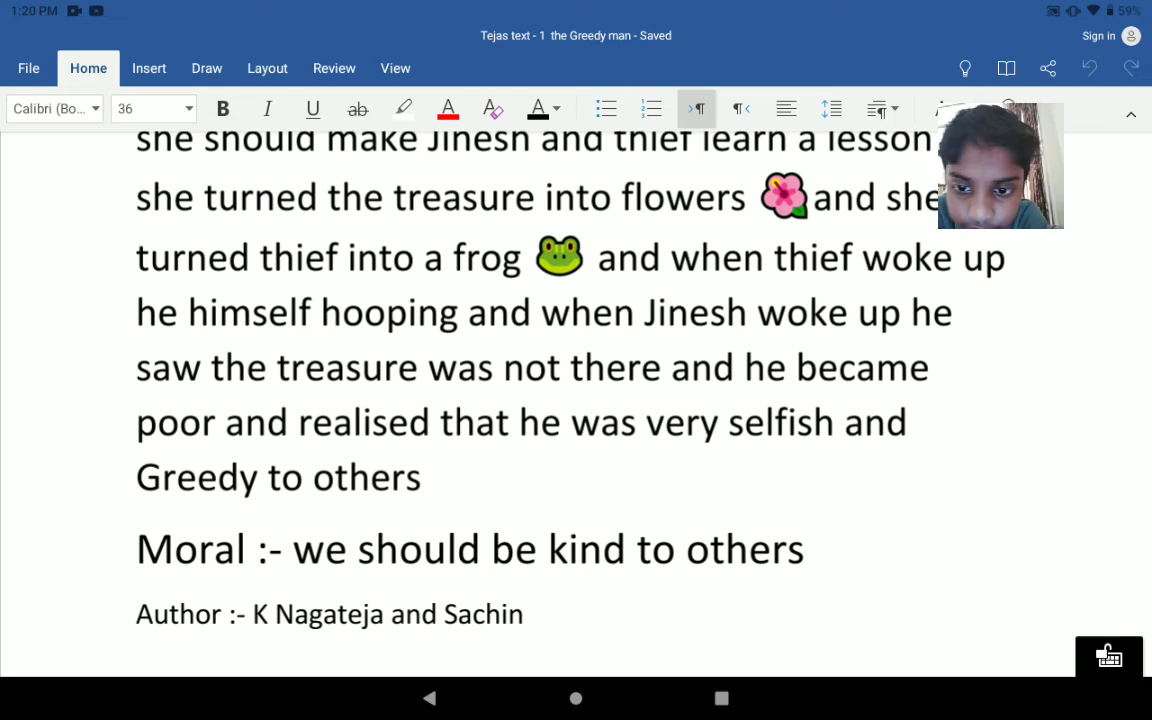 1:20 PM 59%
Tejas text - 1 the Greedy man - Saved
Sign in
File Home Insert Draw Layout Review View
Calibri (Bo... 36 B I U ab A A A
she should make Jinesh and thief learn a lesson
she turned the treasure into flowers 🌺and she
turned thief into a frog 🐸 and when thief woke up
he himself hooping and when Jinesh woke up he
saw the treasure was not there and he became
poor and realised that he was very selfish and
Greedy to others
Moral :- we should be kind to others
Author :- K Nagateja and Sachin